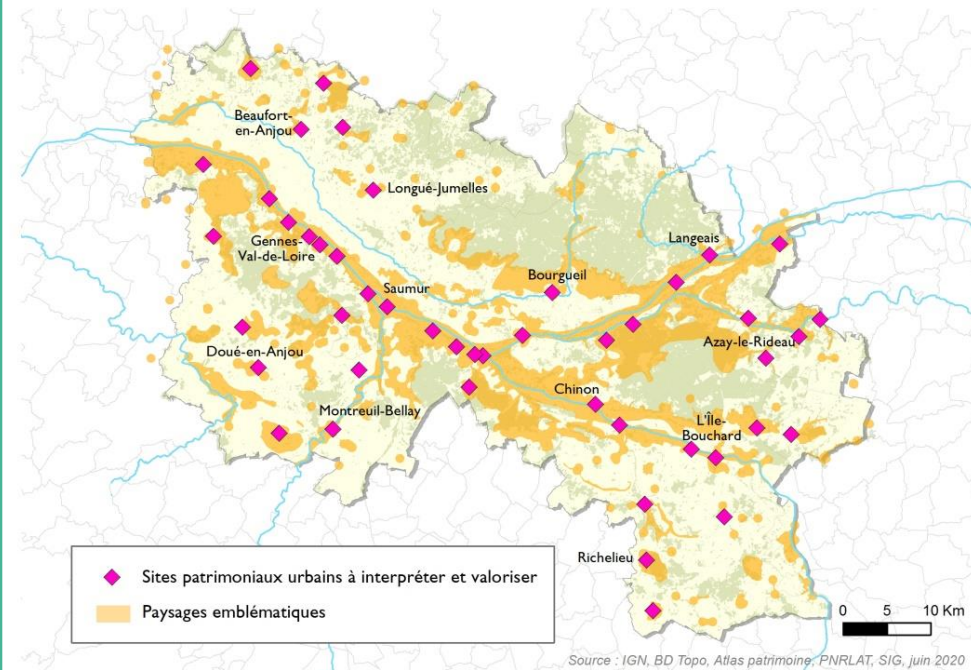 Beaufort-
en-Anjou
Longué-Jumelles
Gennes-
Val-de-Loire
Langeais
Bourgueil
Saumur
Doué-en-Anjou
Azay-le-Rideau
Chinon
Montreuil-Bellay
L'Île-
Bouchard
Richelieu
Sites patrimoniaux urbains à interpréter et valoriser
Paysages emblématiques
0 5 10 Km
Source : IGN, BD Topo, Atlas patrimoine, PNRLAT, SIG, juin 2020